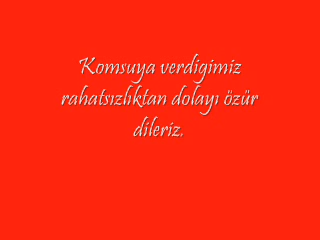 Komsuya verdigimiz
rahatsızlıktan dolayı özür
dileriz.